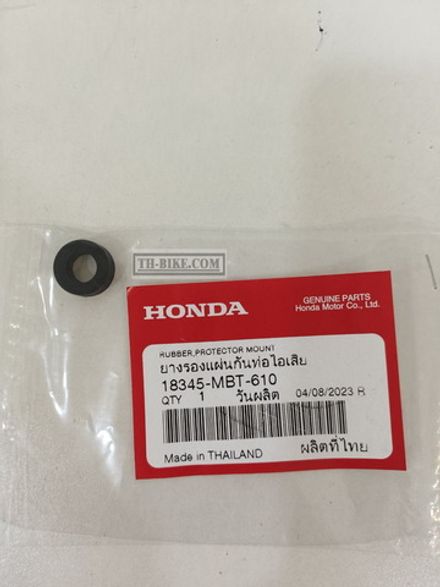 TH-BIKE.COM
HONDA
GENUINE PARTS
Honda Motor Co., Ltd.
RUBBER,PROTECTOR MOUNT
ยางรองแผ่นกันท่อไอเสีย
18345-MBT-610
QTY 1 วันผลิต 04/08/2023 R
Made in THAILAND ผลิตที่ไทย